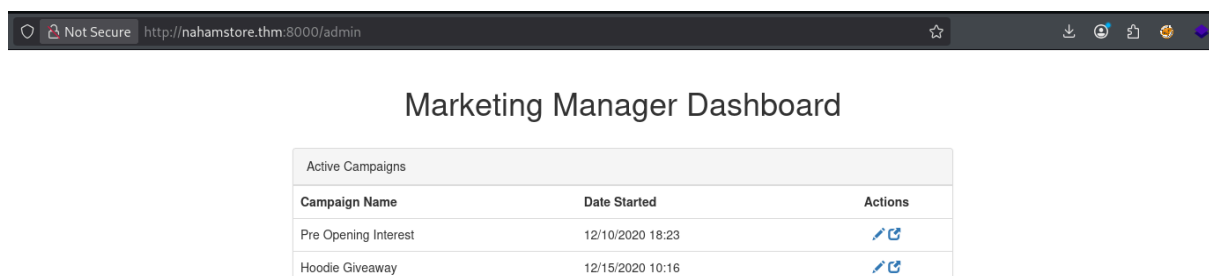 Not Secure http://nahamstore.thm:8000/admin
Marketing Manager Dashboard
Active Campaigns
Campaign Name Date Started Actions
Pre Opening Interest 12/10/2020 18:23
Hoodie Giveaway 12/15/2020 10:16